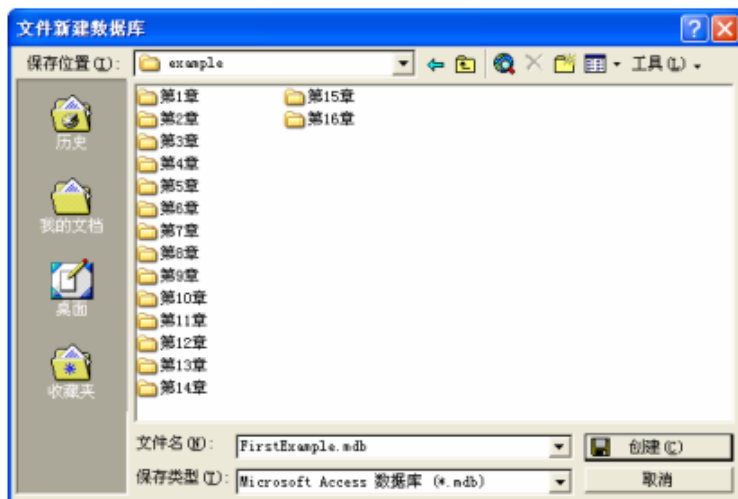 文件新建数据库
保存位置(I): example 工具(L)
第1章
第2章
第3章
第4章
第5章
第6章
第7章
第8章
第9章
第10章
第11章
第12章
第13章
第14章
第15章
第16章
历史
我的文档
桌面
收藏夹
文件名(N): FirstExample.mdb 创建(C)
保存类型(T): Microsoft Access 数据库 (*.mdb) 取消